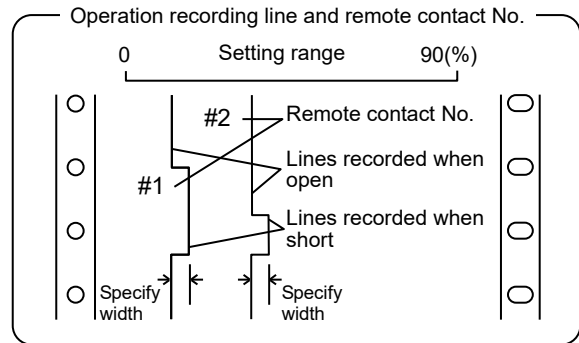 Operation recording line and remote contact No.
0 Setting range 90(%)
#2 Remote contact No.
Lines recorded when
open
#1
Lines recorded when
short
Specify
width
Specify
width